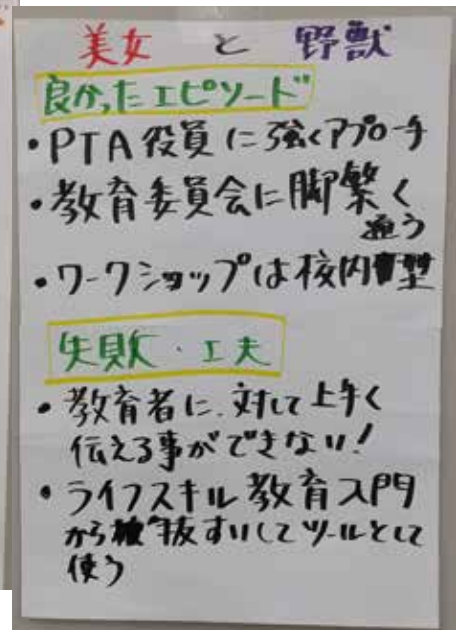 美女 と 野獣
良かったエピソード
・PTA役員に強くアプローチ
・教育委員会に脚繁く
通う
・ワークショップは校内型
失敗・工夫
・教育者に.対して上手く
伝える事ができない!
・ライフスキル教育入門
から抜すいしてツールとして
使う